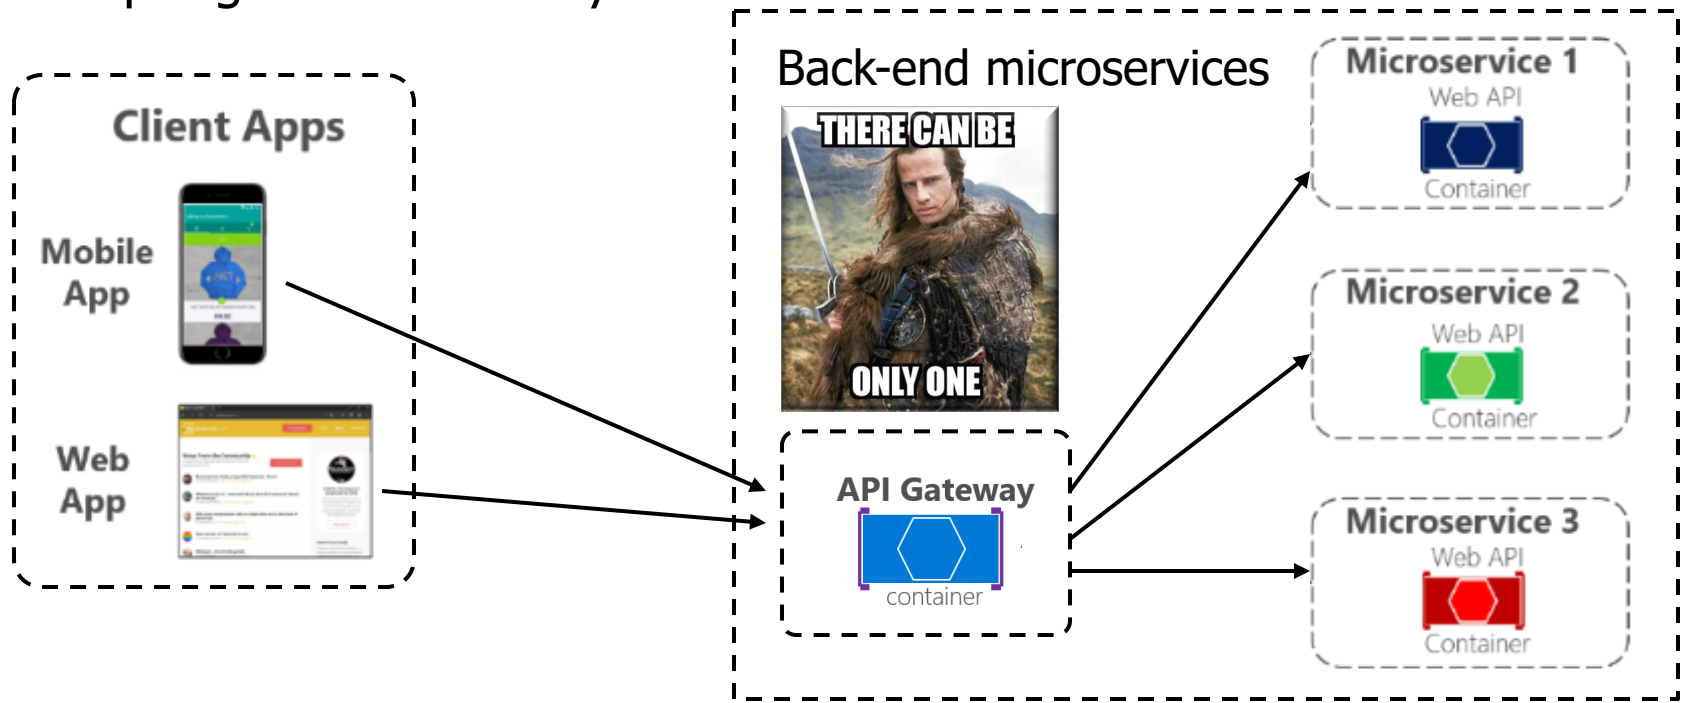 Client Apps
Mobile
App
Web
App
Back-end microservices
THERE CAN BE
ONLY ONE
API Gateway
container
Microservice 1
Web API
Container
Microservice 2
Web API
Container
Microservice 3
Web API
Container